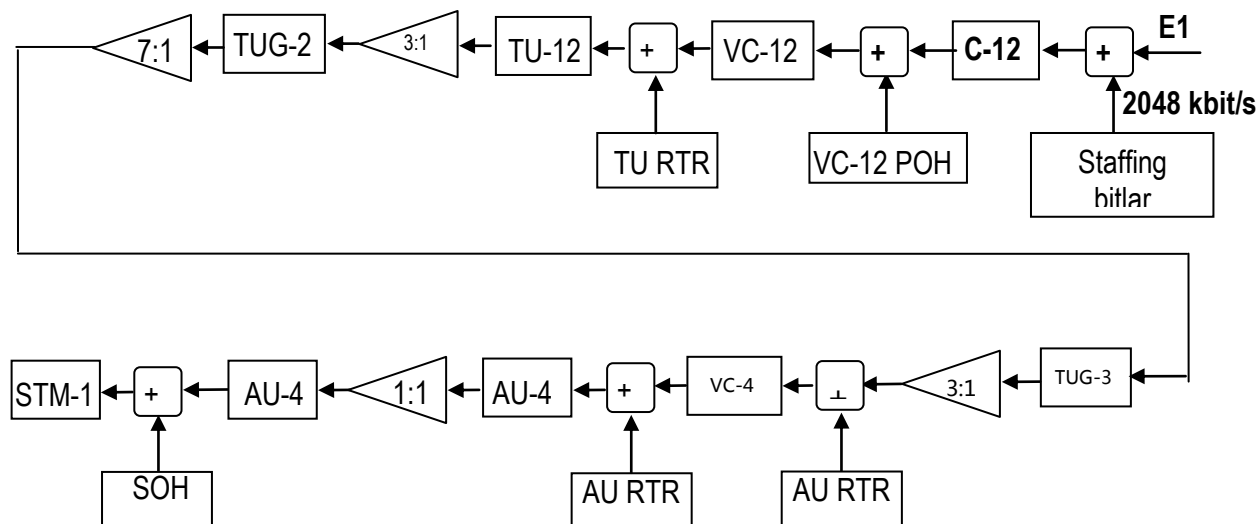 7:1
TUG-2
3:1
TU-12
+
VC-12
+
C-12
+
E1
2048 kbit/s
TU RTR
VC-12 POH
Staffing
bitlar
STM-1
+
AU-4
1:1
AU-4
+
VC-4
3:1
TUG-3
SOH
AU RTR
AU RTR